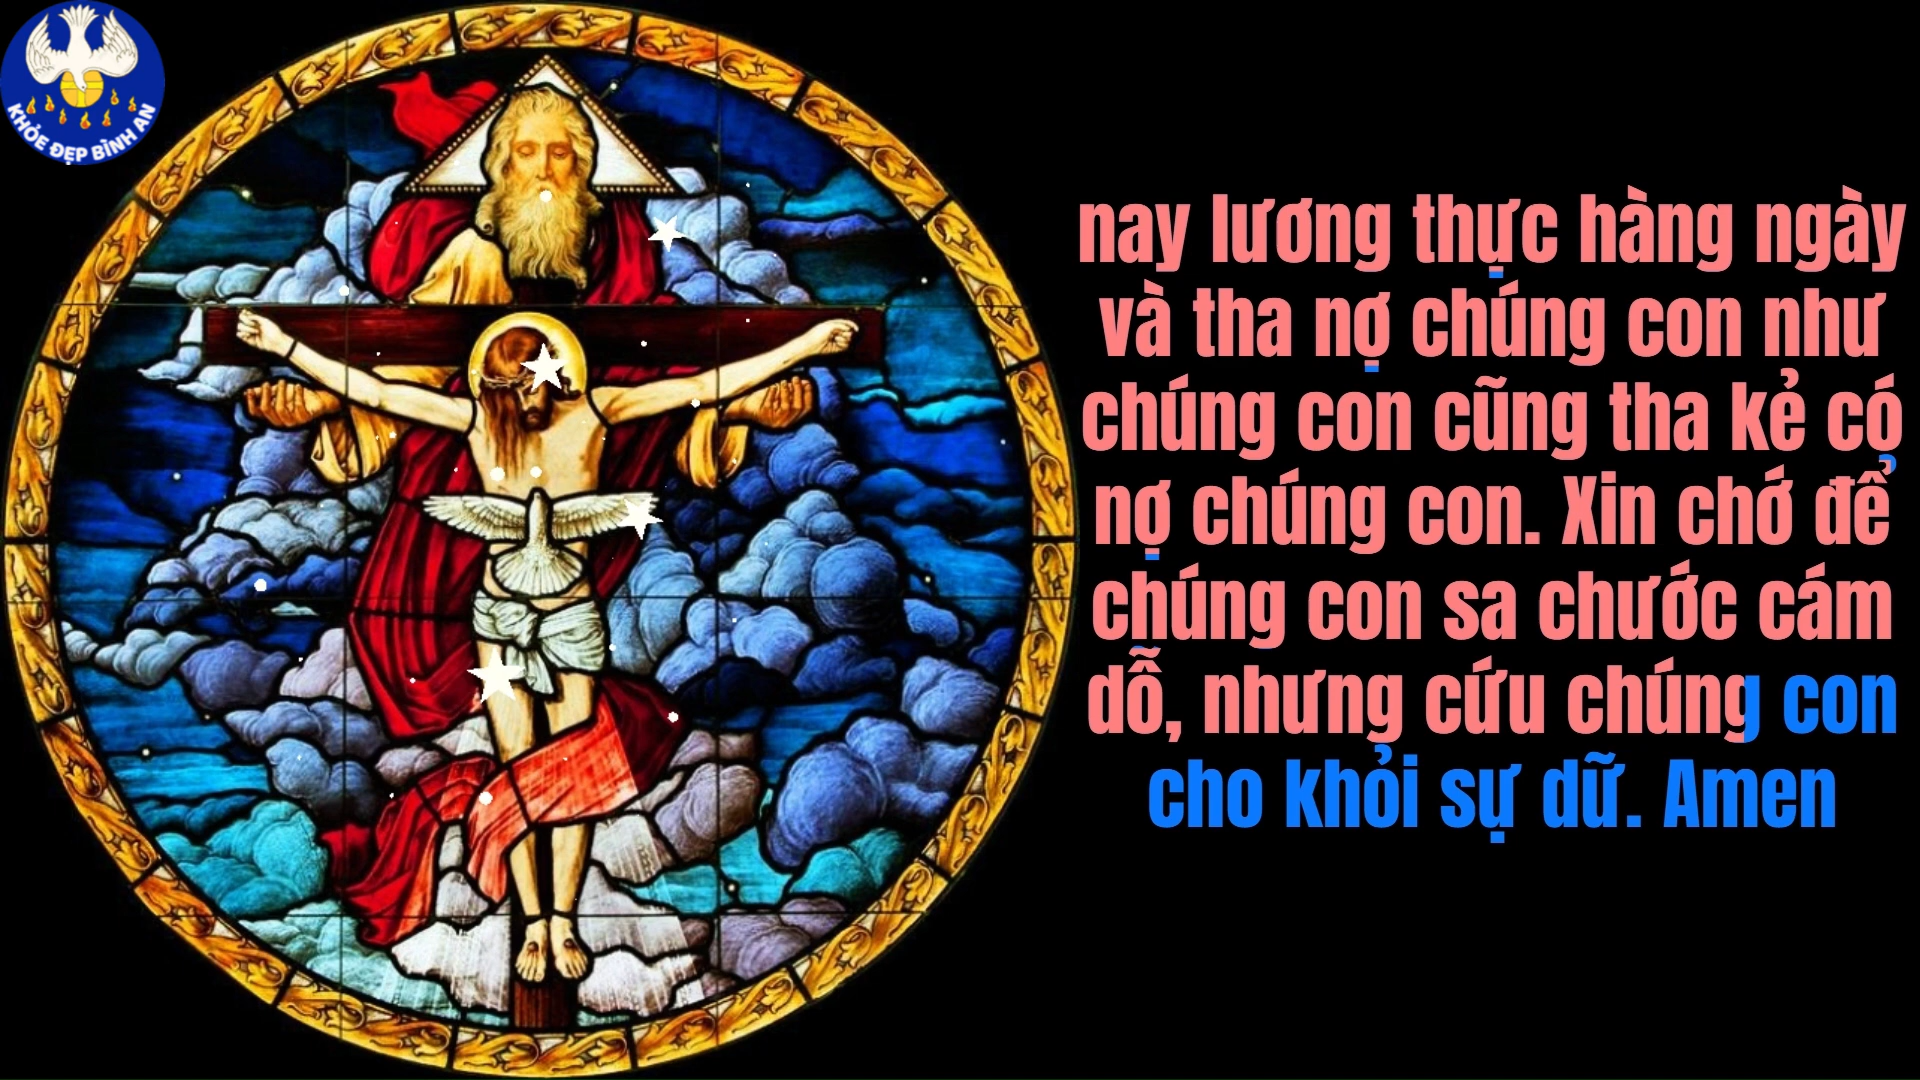 KHỎE ĐẸP BÌNH AN
nay lương thực hàng ngày
và tha nợ chúng con như
chúng con cũng tha kẻ có
nợ chúng con. Xin chớ để
chúng con sa chước cám
dỗ, nhưng cứu chúng con
cho khỏi sự dữ. Amen